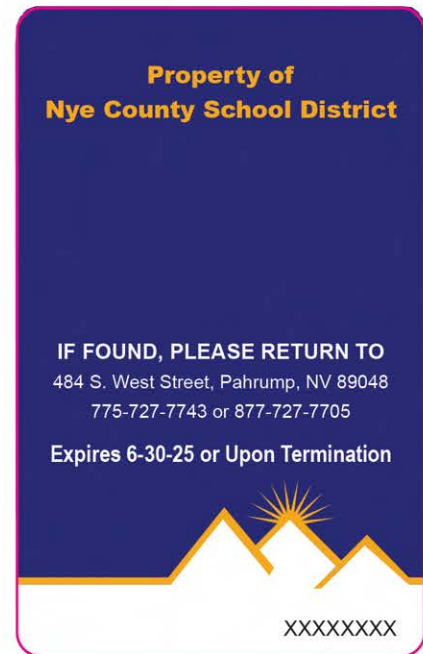 Property of
Nye County School District
IF FOUND, PLEASE RETURN TO
484 S. West Street, Pahrump, NV 89048
775-727-7743 or 877-727-7705
Expires 6-30-25 or Upon Termination
XXXXXXXX